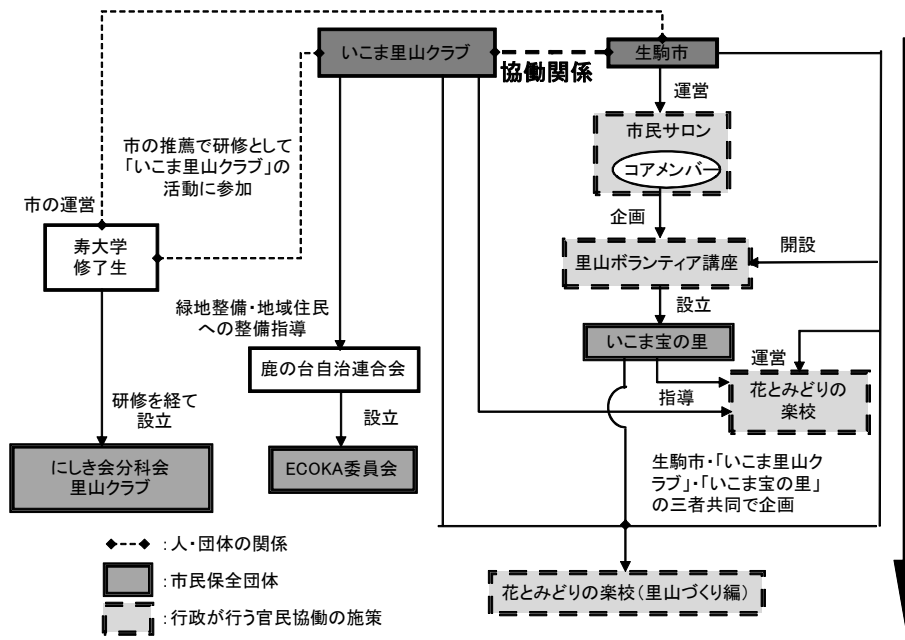 いこま里山クラブ
協働関係
生駒市
運営
市民サロン
コアメンバー
市の推薦で研修として
「いこま里山クラブ」の
活動に参加
市の運営
企画
寿大学
修了生
開設
里山ボランティア講座
緑地整備・地域住民
への整備指導
設立
いこま宝の里
鹿の台自治連合会
運営
花とみどりの
楽校
指導
研修を経て
設立
設立
にしき会分科会
里山クラブ
ECOKA委員会
生駒市・「いこま里山ク
ラブ」・「いこま宝の里」
の三者共同で企画
:人・団体の関係
:市民保全団体
:行政が行う官民協働の施策
花とみどりの楽校(里山づくり編)